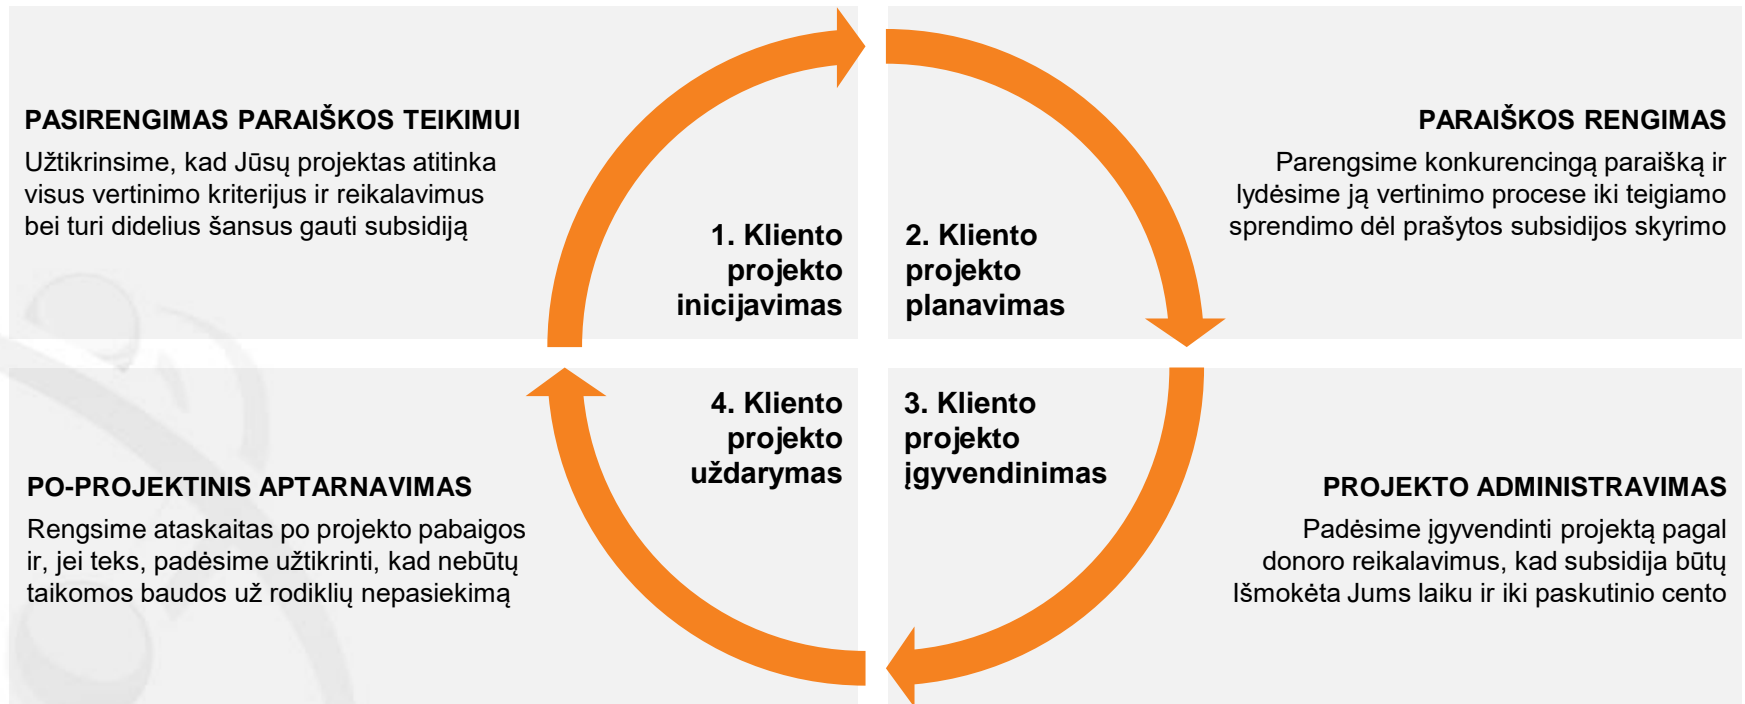 PASIRENGIMAS PARAIŠKOS TEIKIMUI
Užtikrinsime, kad Jūsų projektas atitinka
visus vertinimo kriterijus ir reikalavimus
bei turi didelius šansus gauti subsidiją
1. Kliento
projekto
inicijavimas
2. Kliento
projekto
planavimas
PARAIŠKOS RENGIMAS
Parengsime konkurencingą paraišką ir
lydėsime ją vertinimo procese iki teigiamo
sprendimo dėl prašytos subsidijos skyrimo
4. Kliento
projekto
uždarymas
3. Kliento
projekto
įgyvendinimas
PO-PROJEKTINIS APTARNAVIMAS
Rengsime ataskaitas po projekto pabaigos
ir, jei teks, padėsime užtikrinti, kad nebūtų
taikomos baudos už rodiklių nepasiekimą
PROJEKTO ADMINISTRAVIMAS
Padėsime įgyvendinti projektą pagal
donoro reikalavimus, kad subsidija būtų
Išmokėta Jums laiku ir iki paskutinio cento